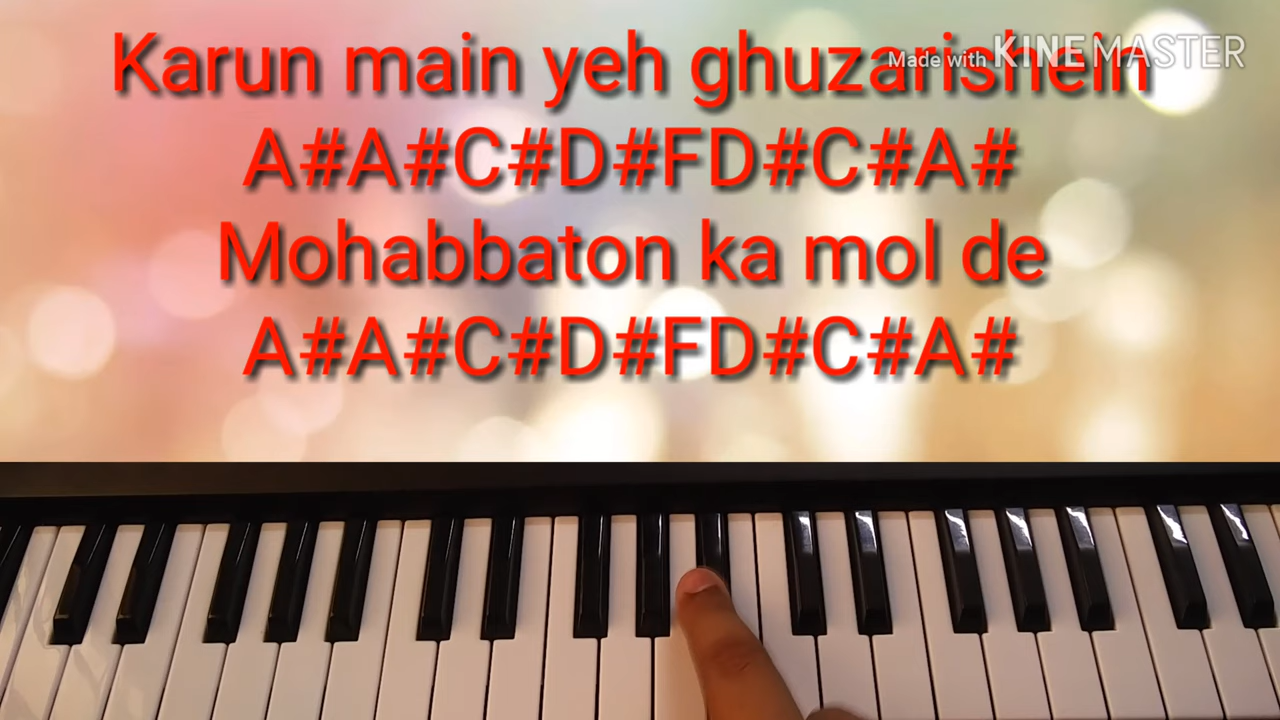 Karun main yeh ghuzarishein
Made with KINEMASTER
A#A#C#D#FD#C#A#
Mohabbaton ka mol de
A#A#C#D#FD#C#A#